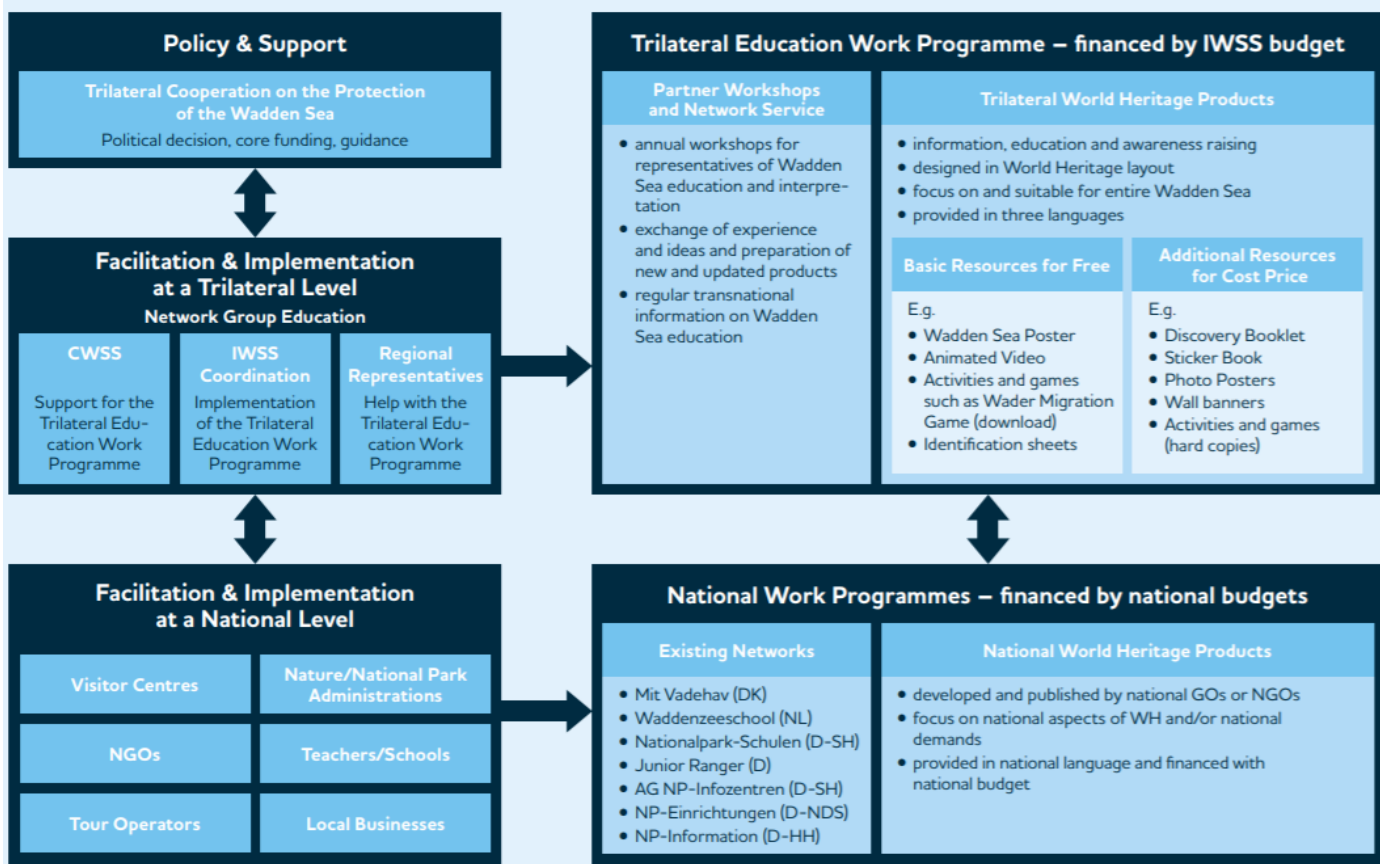 Policy & Support
Trilateral Cooperation on the Protection
of the Wadden Sea
Political decision, core funding, guidance
Facilitation & Implementation
at a Trilateral Level
Network Group Education
CWSS
Support for the
Trilateral Edu-
cation Work
Programme
IWSS
Coordination
Implementation
of the Trilateral
Education Work
Programme
Regional
Representatives
Help with the
Trilateral Edu-
cation Work
Programme
Facilitation & Implementation
at a National Level
Visitor Centres
Nature/National Park
Administrations
NGOs
Teachers/Schools
Tour Operators
Local Businesses
Trilateral Education Work Programme – financed by IWSS budget
Partner Workshops
and Network Service
• annual workshops for
representatives of Wadden
Sea education and interpre-
tation
• exchange of experience
and ideas and preparation of
new and updated products
• regular transnational
information on Wadden
Sea education
Trilateral World Heritage Products
• information, education and awareness raising
• designed in World Heritage layout
• focus on and suitable for entire Wadden Sea
• provided in three languages
Basic Resources for Free
E.g.
• Wadden Sea Poster
• Animated Video
• Activities and games
such as Wader Migration
Game (download)
• Identification sheets
Additional Resources
for Cost Price
E.g.
• Discovery Booklet
• Sticker Book
• Photo Posters
• Wall banners
• Activities and games
(hard copies)
National Work Programmes – financed by national budgets
Existing Networks
• Mit Vadehav (DK)
• Waddenzeeschool (NL)
• Nationalpark-Schulen (D-SH)
• Junior Ranger (D)
• AG NP-Infozentren (D-SH)
• NP-Einrichtungen (D-NDS)
• NP-Information (D-HH)
National World Heritage Products
• developed and published by national GOs or NGOs
• focus on national aspects of WH and/or national
demands
• provided in national language and financed with
national budget